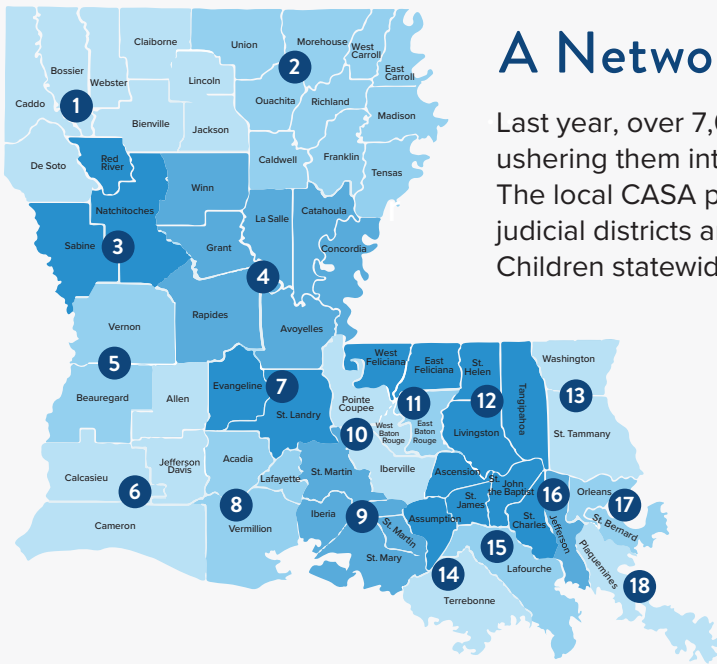 A Netwo
Last year, over 7,0
ushering them int
The local CASA p
judicial districts a
Children statewid
Claiborne
Union
Morehouse
West
Carroll
East
Carroll
Bossier
Webster
Lincoln
2
Caddo
1
Ouachita
Richland
Madison
Bienville
Jackson
De Soto
Red
River
Caldwell
Franklin
Tensas
Winn
Natchitoches
La Salle
Catahoula
Sabine
3
Grant
Concordia
4
Rapides
Vernon
Avoyelles
5
Beauregard
Allen
Evangeline
7
St. Landry
West
Feliciana
East
Feliciana
St.
Helen
Tangipahoa
Washington
13
St. Tammany
Pointe
Coupee
11
12
10
West
Baton
Rouge
East
Baton
Rouge
Livingston
Calcasieu
Jefferson
Davis
Acadia
Lafayette
St. Martin
Iberville
Ascension
St.
John
the Baptist
6
8
Cameron
Vermillion
Iberia
9
St. Martin
St. Mary
Assumption
St.
James
St.
Charles
16
Jefferson
Orleans
17
St. Bernard
Plaquemines
18
15
14
Lafourche
Terrebonne